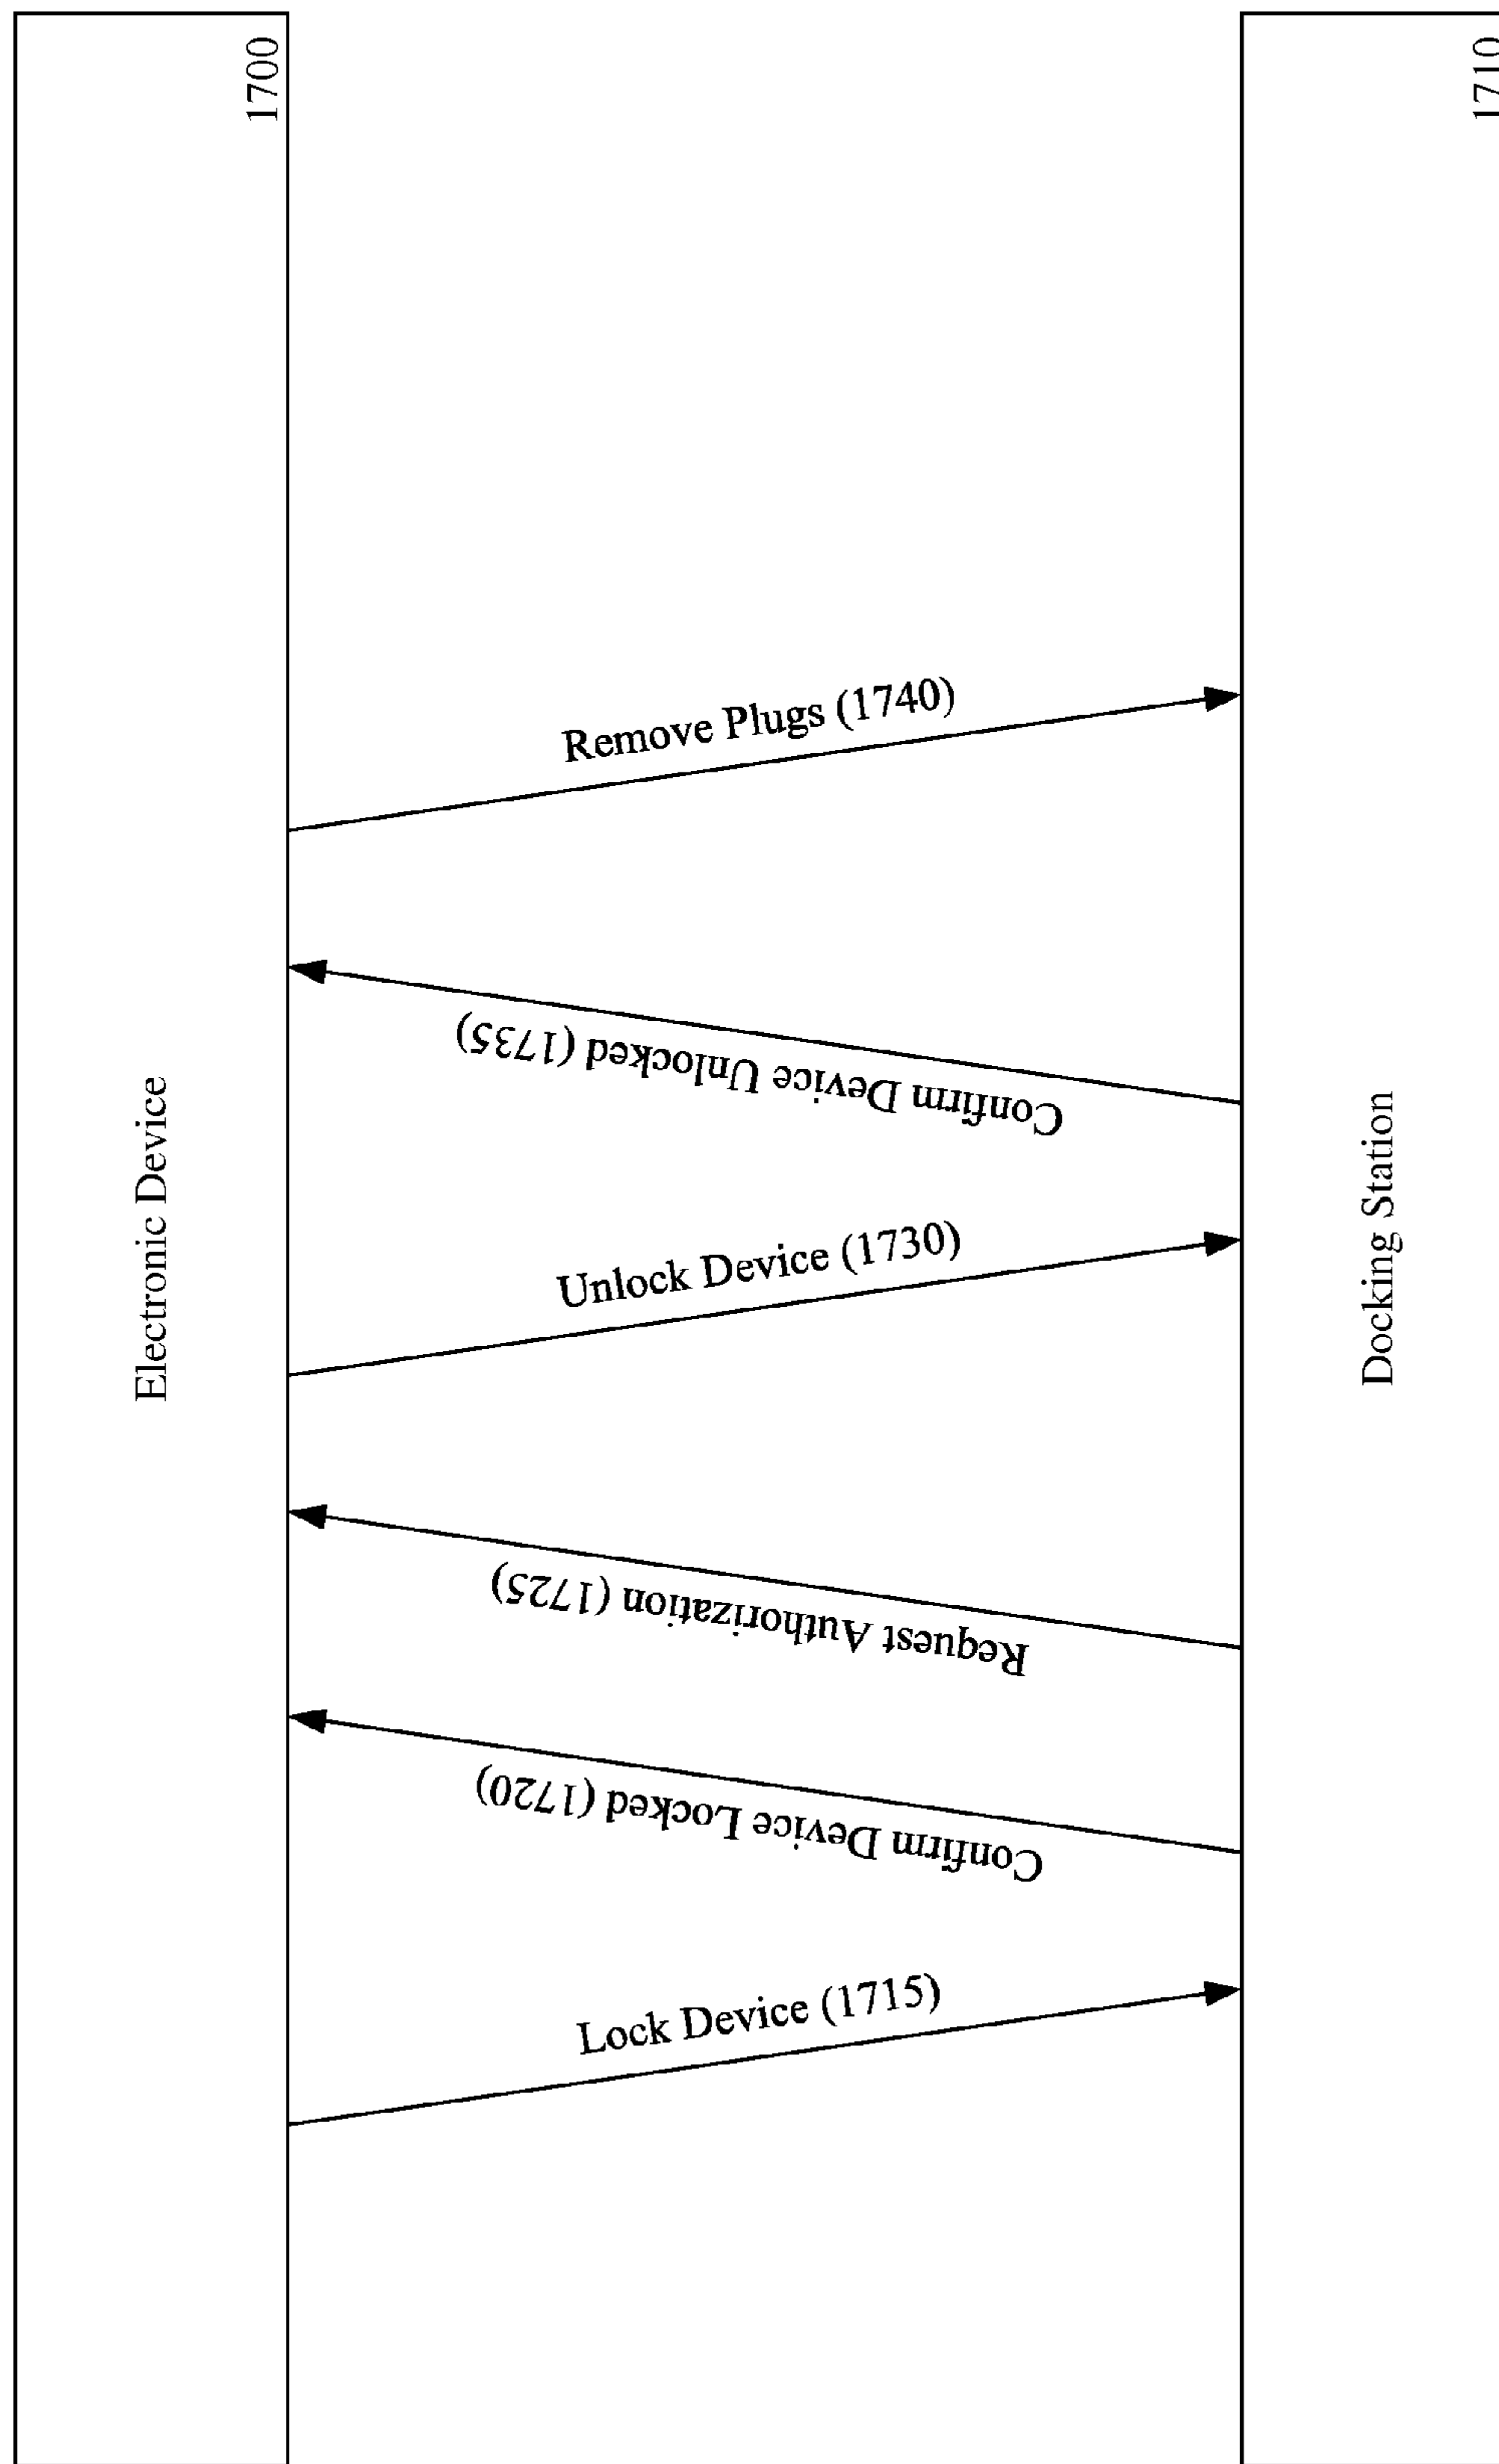 Electronic Device
1700
Lock Device (1715)
Confirm Device Locked (1720)
Request Authorization (1725)
Unlock Device (1730)
Confirm Device Unlocked (1735)
Remove Plugs (1740)
Docking Station
1710